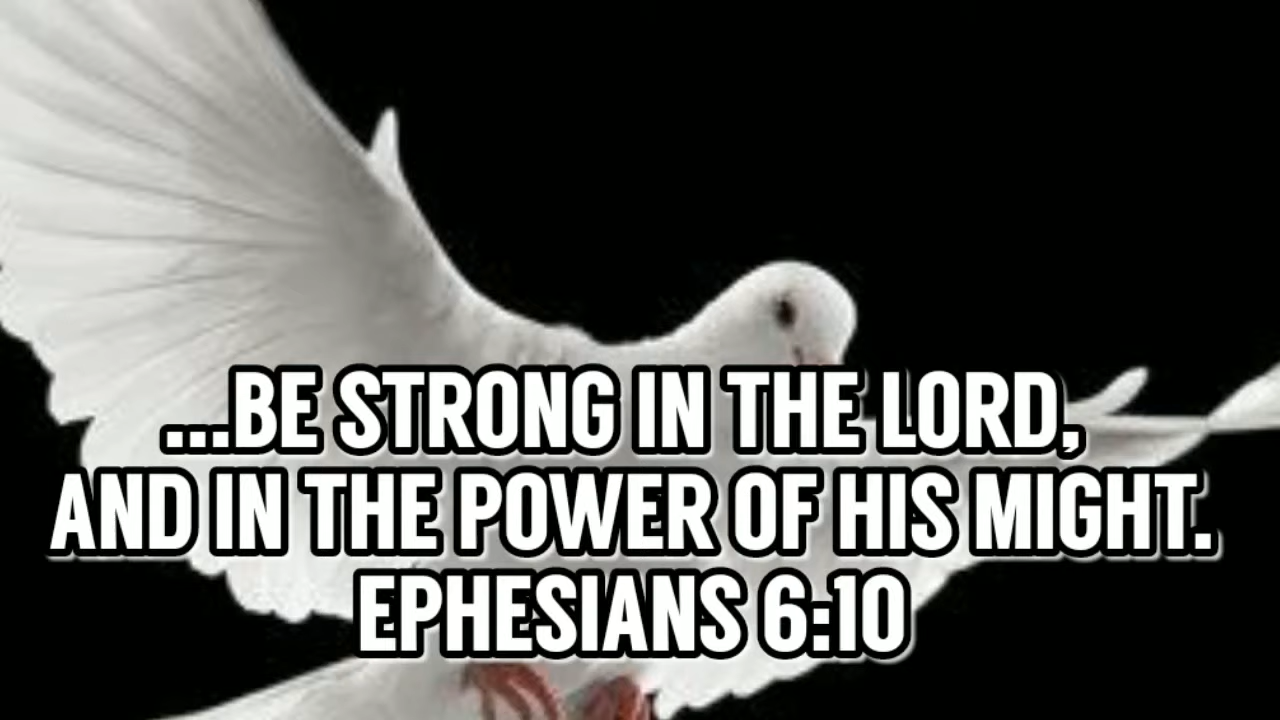 ...BE STRONG IN THE LORD,
AND IN THE POWER OF HIS MIGHT.
EPHESIANS 6:10